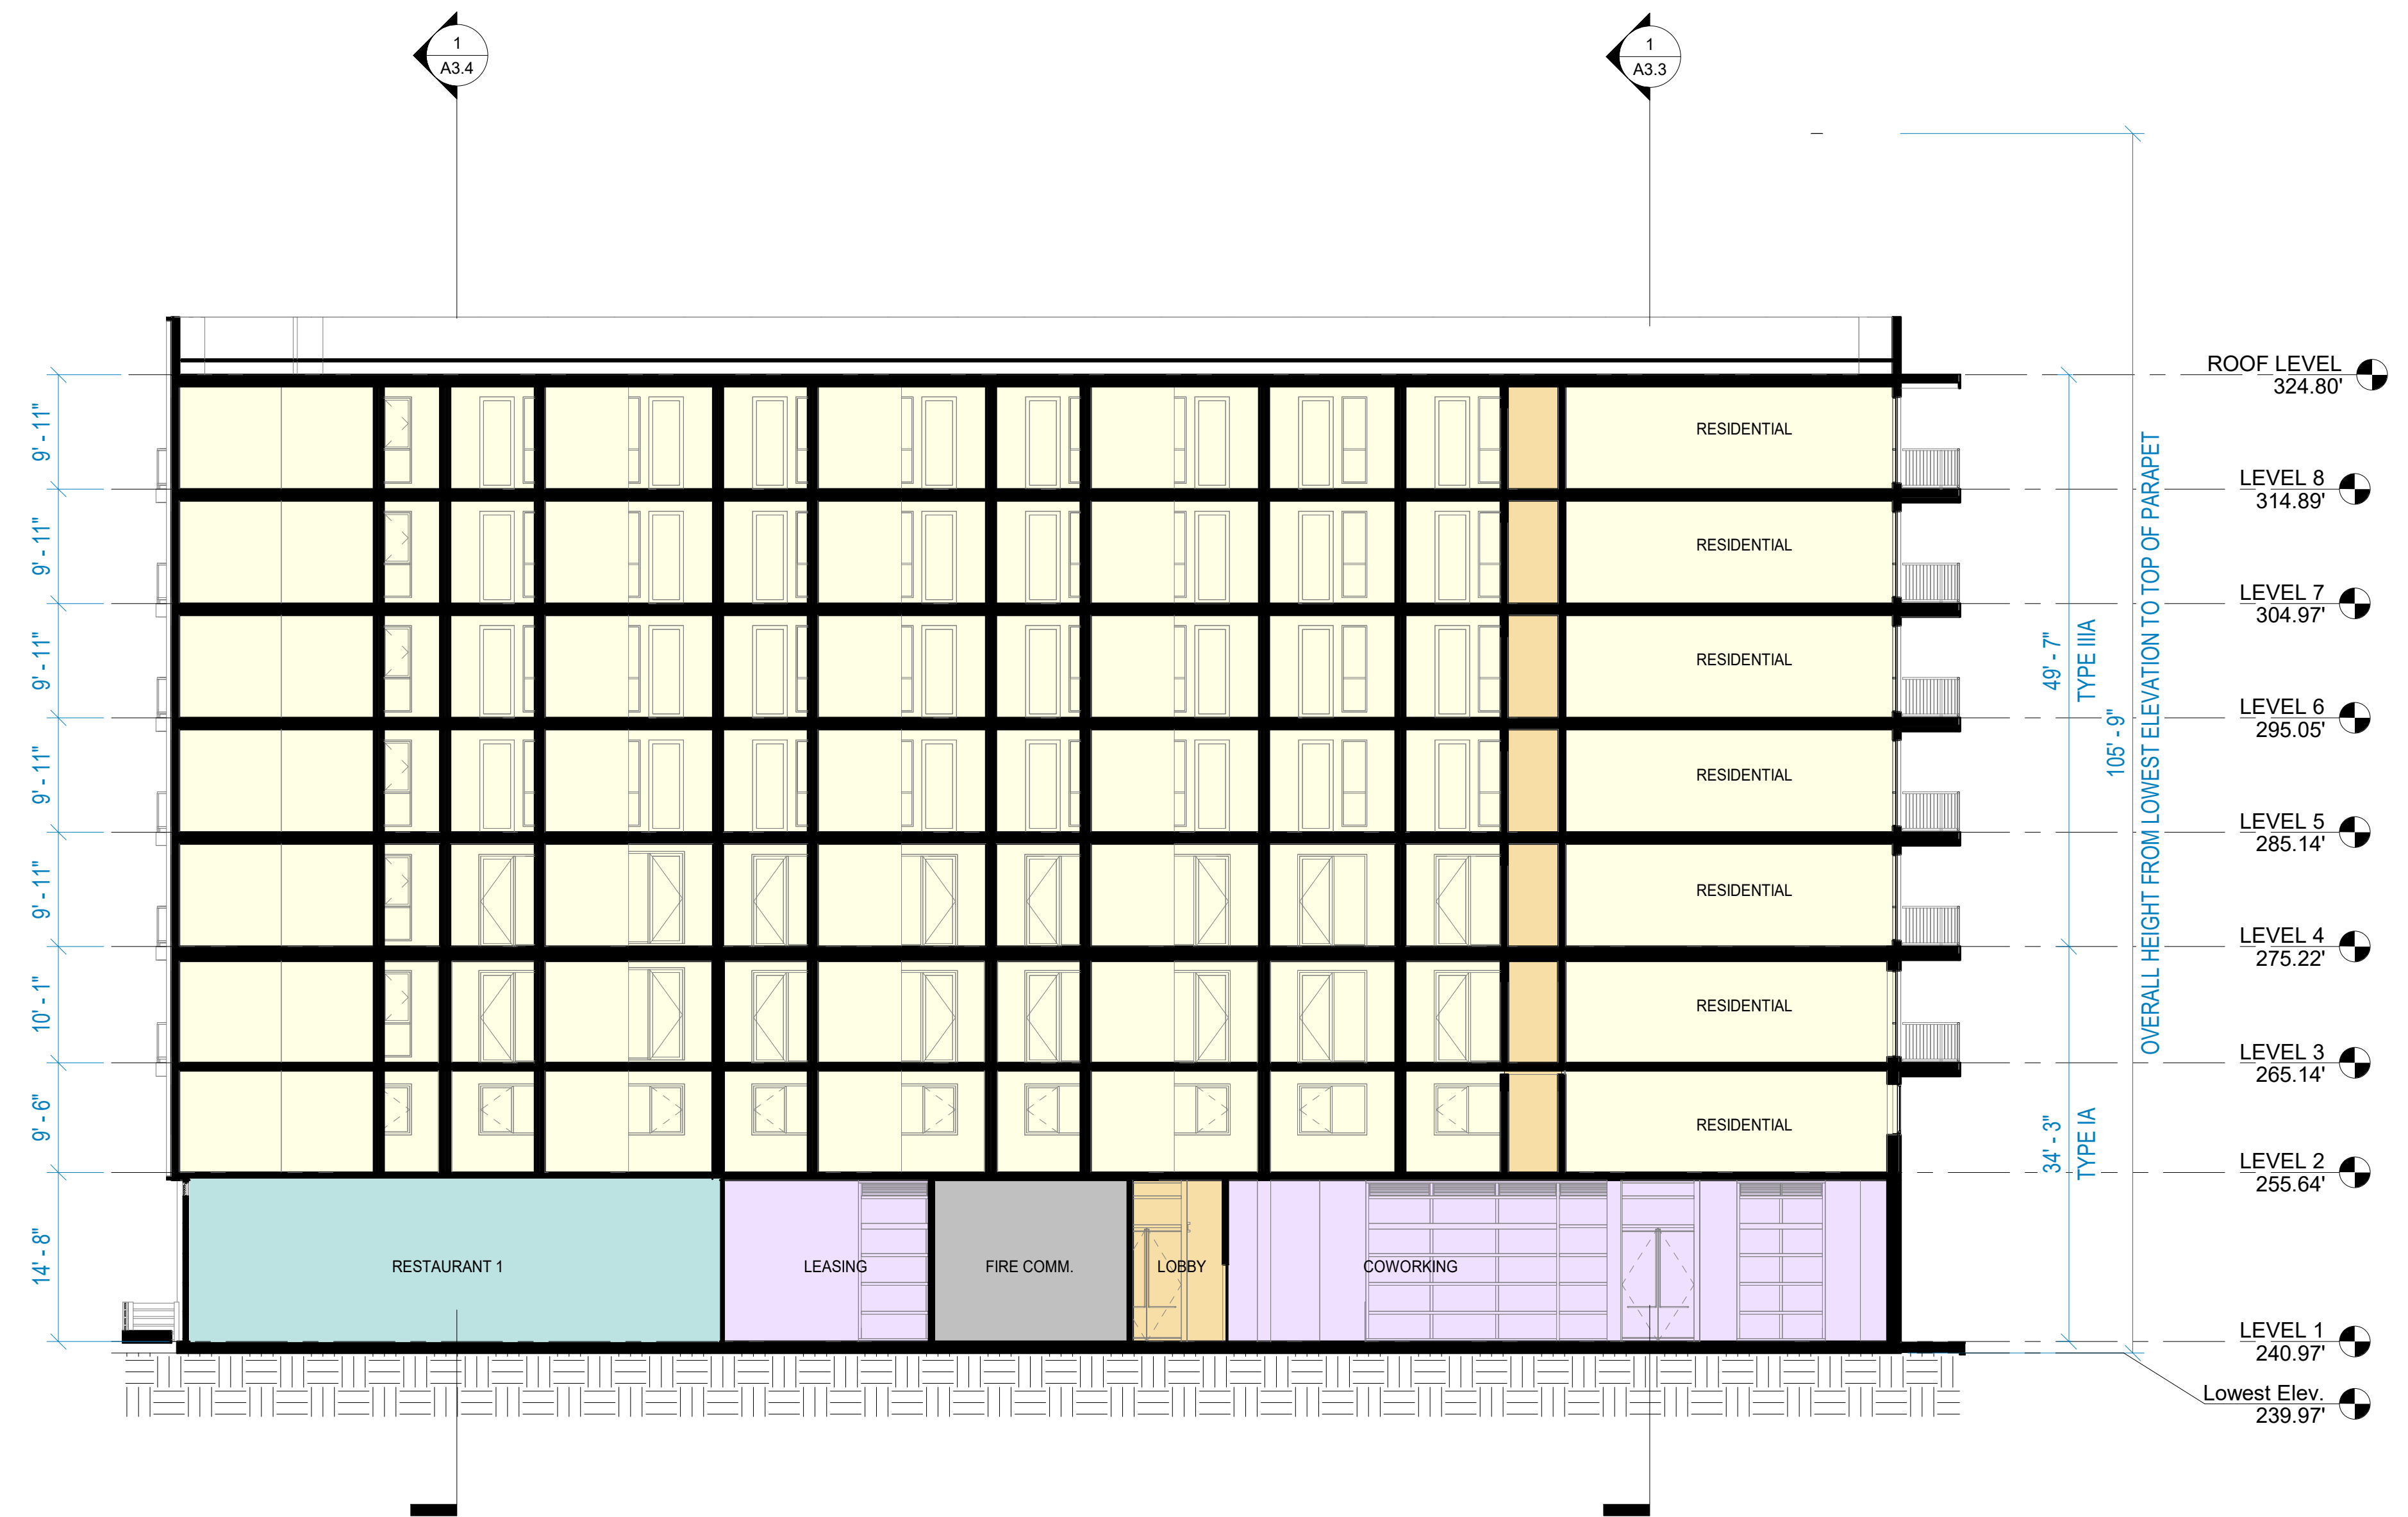 1
A3.4
1
A3.3
ROOF LEVEL
324.80'
9' - 11"
RESIDENTIAL
LEVEL 8
314.89'
9' - 11"
RESIDENTIAL
LEVEL 7
304.97'
9' - 11"
RESIDENTIAL
49' - 7"
TYPE IIIA
LEVEL 6
295.05'
105' - 9"
OVERALL HEIGHT FROM LOWEST ELEVATION TO TOP OF PARAPET
9' - 11"
RESIDENTIAL
LEVEL 5
285.14'
9' - 11"
RESIDENTIAL
LEVEL 4
275.22'
10' - 1"
RESIDENTIAL
LEVEL 3
265.14'
9' - 6"
RESIDENTIAL
34' - 3"
TYPE IA
LEVEL 2
255.64'
14' - 8"
RESTAURANT 1
LEASING
FIRE COMM.
LOBBY
COWORKING
LEVEL 1
240.97'
Lowest Elev.
239.97'